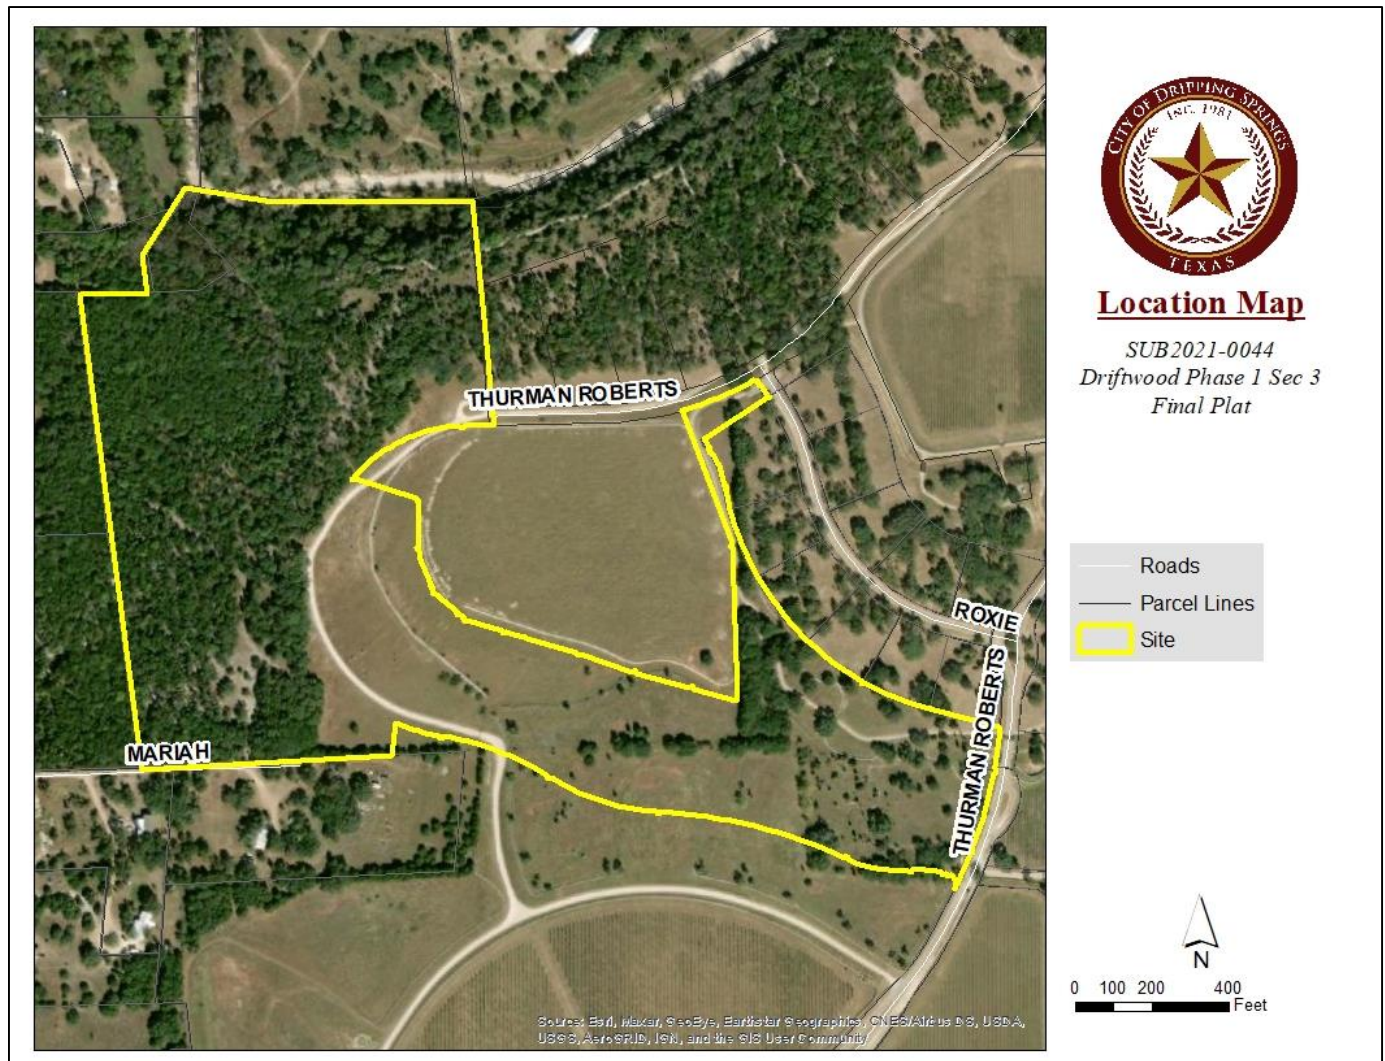 THURMAN ROBERTS
ROXIE
THURMAN ROBERTS
MARIAH
Source: Esri, Maxar, GeoEye, Earthstar Geographics, CNES/Airbus DS, USDA,
USGS, AeroGRID, IGN, and the GIS User Community
CITY OF DRIPPING SPRINGS
INC. 1981
TEXAS
Location Map
SUB2021-0044
Driftwood Phase 1 Sec 3
Final Plat
Roads
Parcel Lines
Site
N
0 100 200 400
Feet